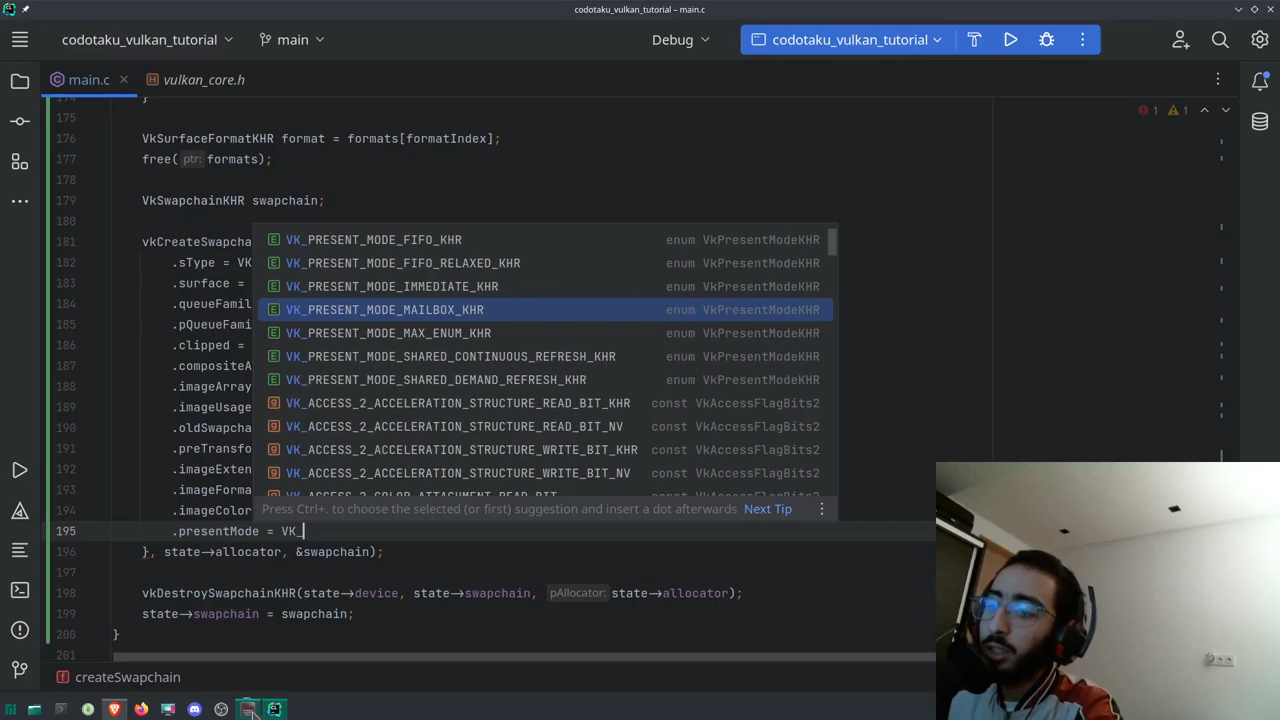 codotaku_vulkan_tutorial – main.c
codotaku_vulkan_tutorial
main
Debug
codotaku_vulkan_tutorial
main.c
vulkan_core.h
1 1
174 }
175
176 VkSurfaceFormatKHR format = formats[formatIndex];
177 free( ptr: formats);
178
179 VkSwapchainKHR swapchain;
180
181 vkCreateSwapcha
182 .sType = VK
183 .surface =
184 .queueFamil
185 .pQueueFami
186 .clipped =
187 .compositeA
188 .imageArray
189 .imageUsage
190 .oldSwapcha
191 .preTransfo
192 .imageExten
193 .imageForma
194 .imageColor
195 .presentMode = VK_
196 }, state→allocator, &swapchain);
197
198 vkDestroySwapchainKHR(state→device, state→swapchain, pAllocator: state→allocator);
199 state→swapchain = swapchain;
200 }
201
VK_PRESENT_MODE_FIFO_KHR enum VkPresentModeKHR
VK_PRESENT_MODE_FIFO_RELAXED_KHR enum VkPresentModeKHR
VK_PRESENT_MODE_IMMEDIATE_KHR enum VkPresentModeKHR
VK_PRESENT_MODE_MAILBOX_KHR enum VkPresentModeKHR
VK_PRESENT_MODE_MAX_ENUM_KHR enum VkPresentModeKHR
VK_PRESENT_MODE_SHARED_CONTINUOUS_REFRESH_KHR enum VkPresentModeKHR
VK_PRESENT_MODE_SHARED_DEMAND_REFRESH_KHR enum VkPresentModeKHR
VK_ACCESS_2_ACCELERATION_STRUCTURE_READ_BIT_KHR const VkAccessFlagBits2
VK_ACCESS_2_ACCELERATION_STRUCTURE_READ_BIT_NV const VkAccessFlagBits2
VK_ACCESS_2_ACCELERATION_STRUCTURE_WRITE_BIT_KHR const VkAccessFlagBits2
VK_ACCESS_2_ACCELERATION_STRUCTURE_WRITE_BIT_NV const VkAccessFlagBits2
VK_ACCESS_2_COLOR_ATTACHMENT_READ_BIT const VkAccessFlagBits2
Press Ctrl+. to choose the selected (or first) suggestion and insert a dot afterwards Next Tip
createSwapchain